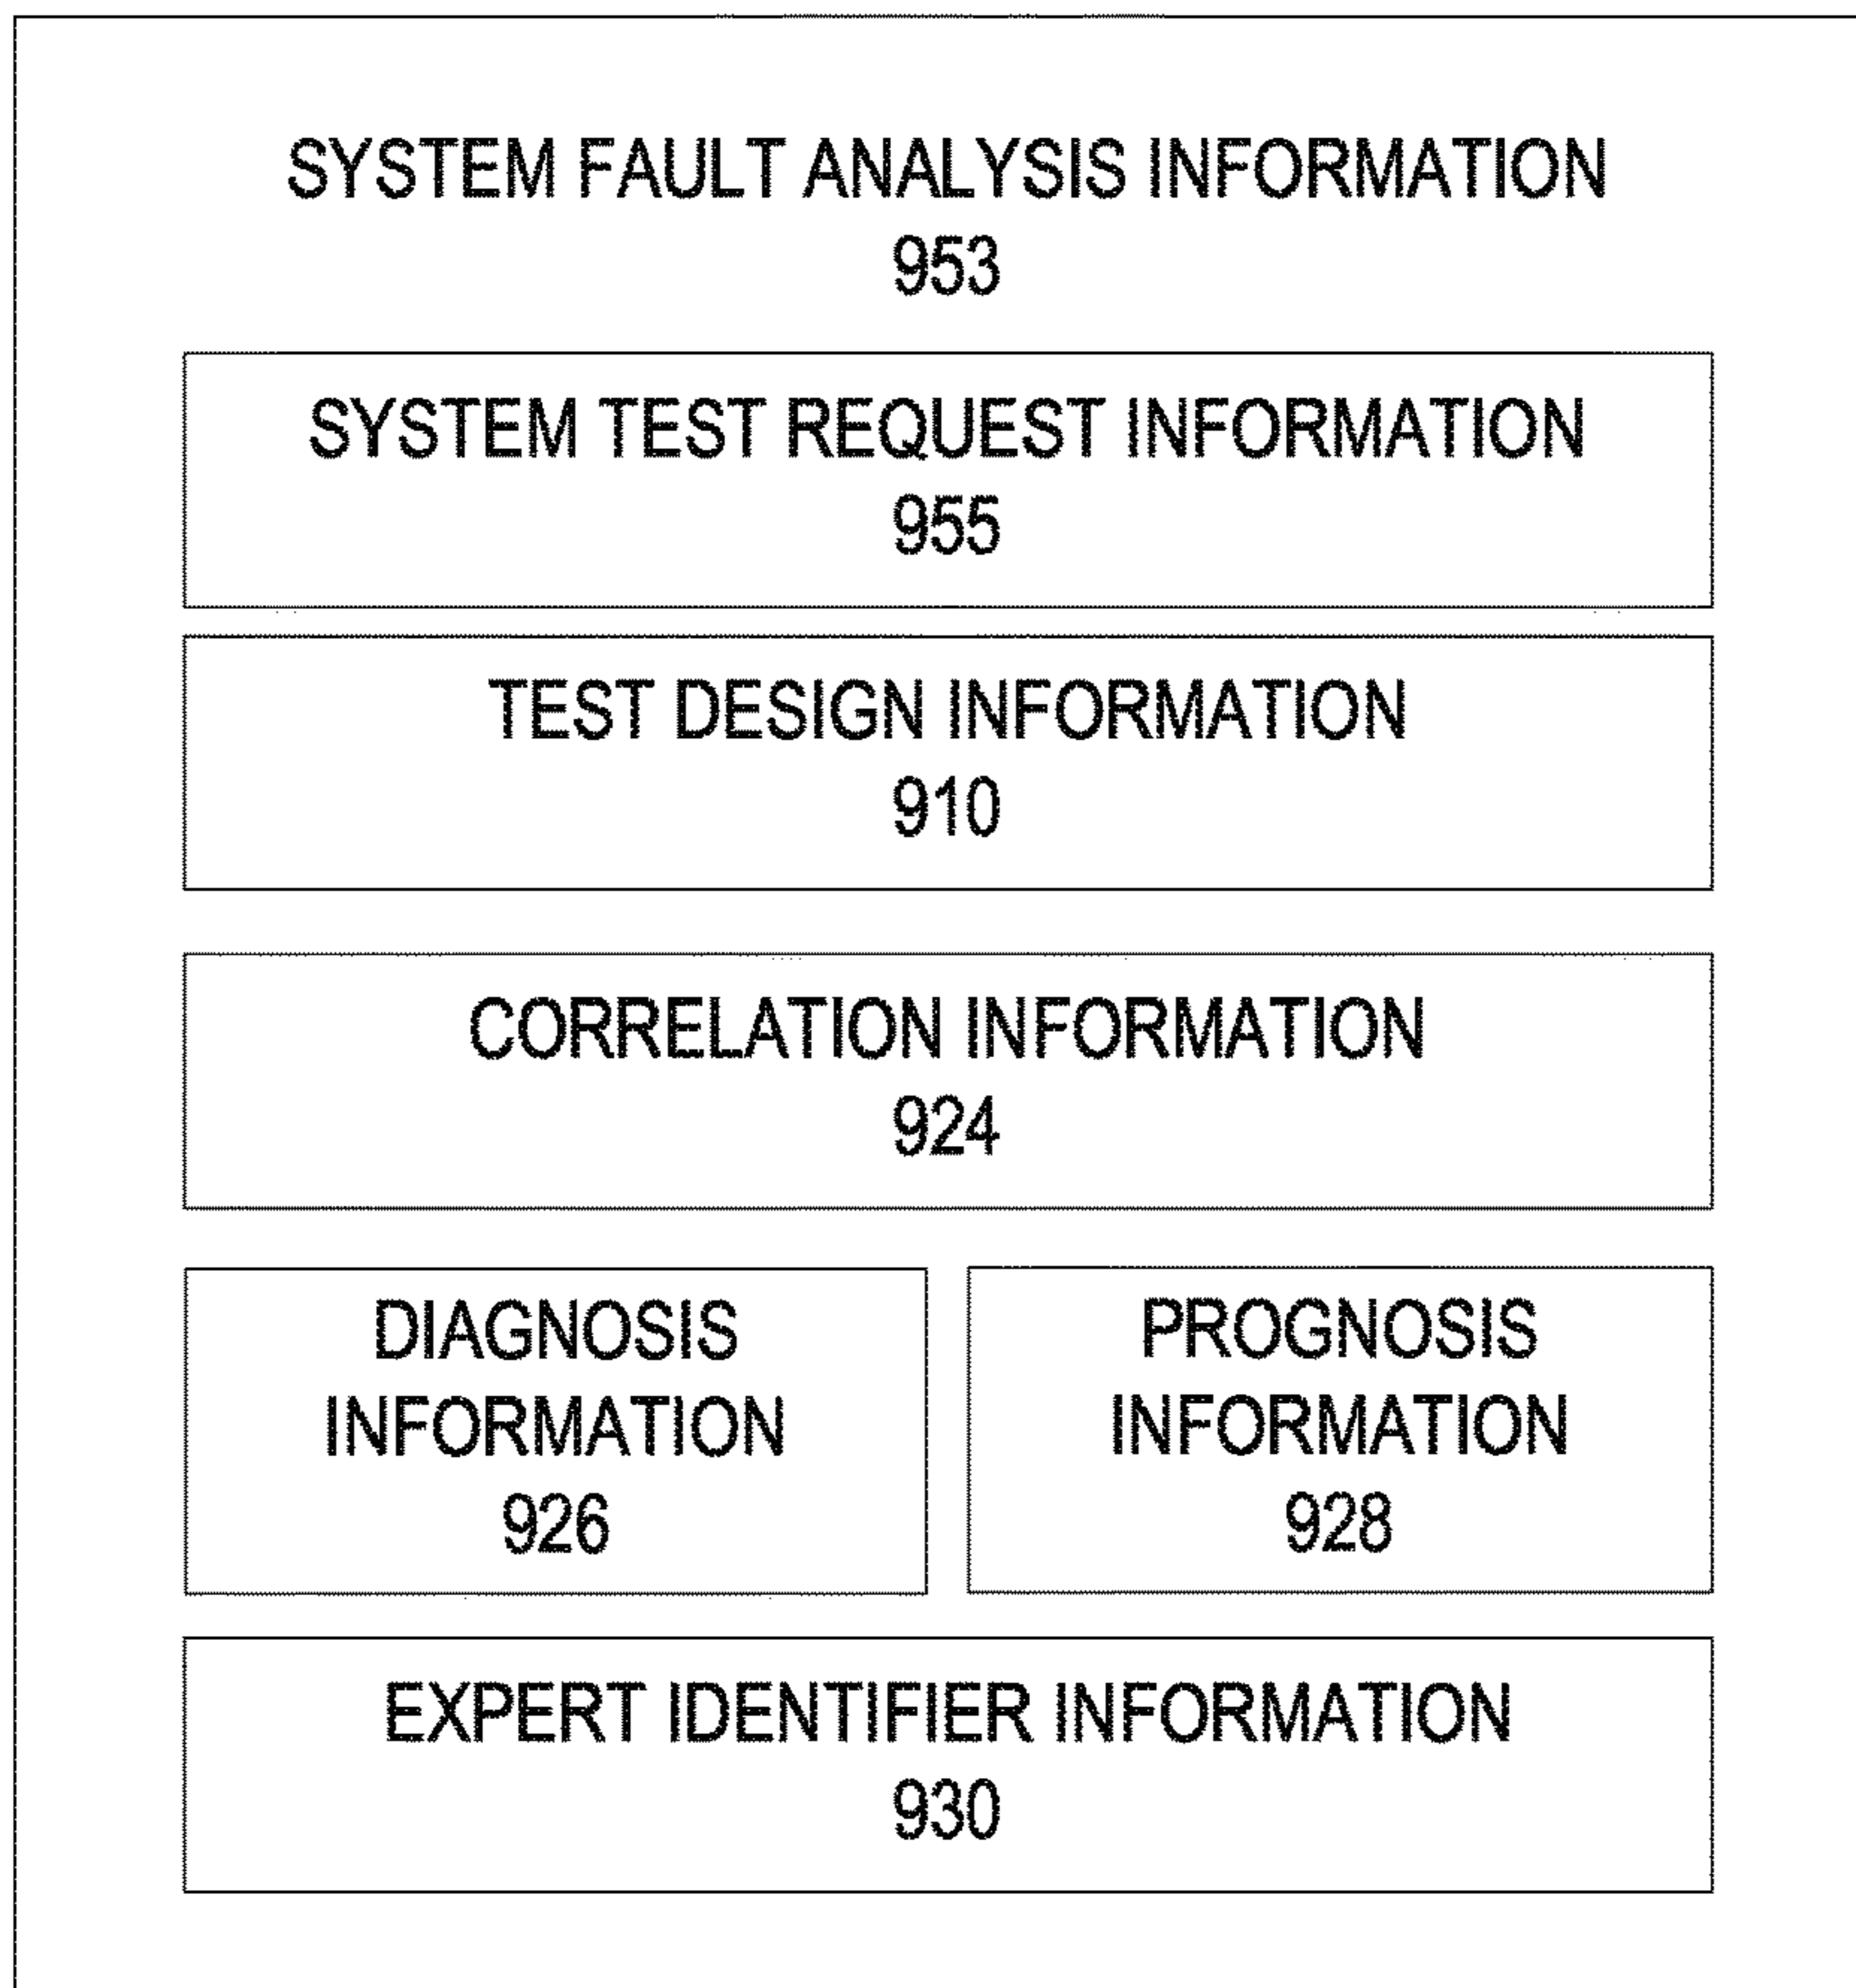 SYSTEM FAULT ANALYSIS INFORMATION
953
SYSTEM TEST REQUEST INFORMATION
955
TEST DESIGN INFORMATION
910
CORRELATION INFORMATION
924
DIAGNOSIS
INFORMATION
926
PROGNOSIS
INFORMATION
928
EXPERT IDENTIFIER INFORMATION
930